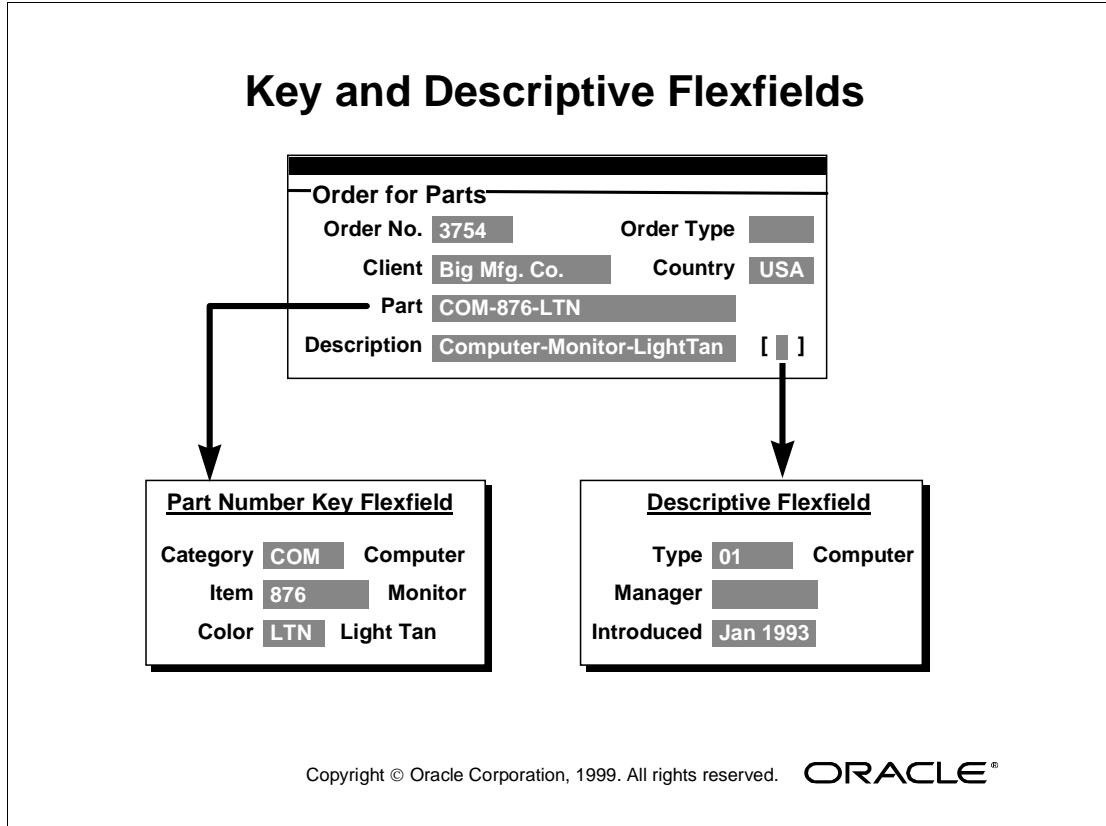 Key and Descriptive Flexfields
Order for Parts
Order No. 3754 Order Type
Client Big Mfg. Co. Country USA
Part COM-876-LTN
Description Computer-Monitor-LightTan [ ]
Part Number Key Flexfield
Category COM Computer
Item 876 Monitor
Color LTN Light Tan
Descriptive Flexfield
Type 01 Computer
Manager
Introduced Jan 1993
Copyright © Oracle Corporation, 1999. All rights reserved. ORACLE®